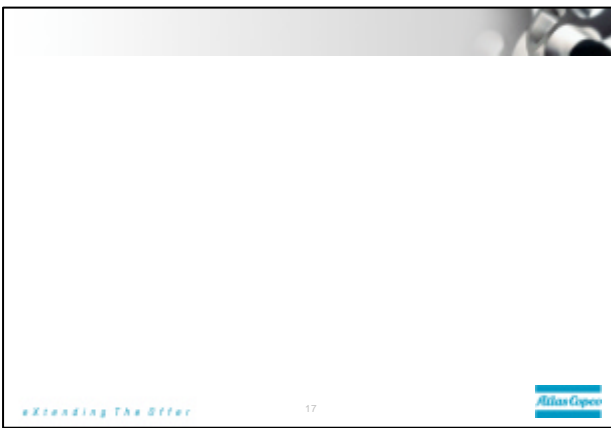 eXtending The Offer
17
Atlas Copco